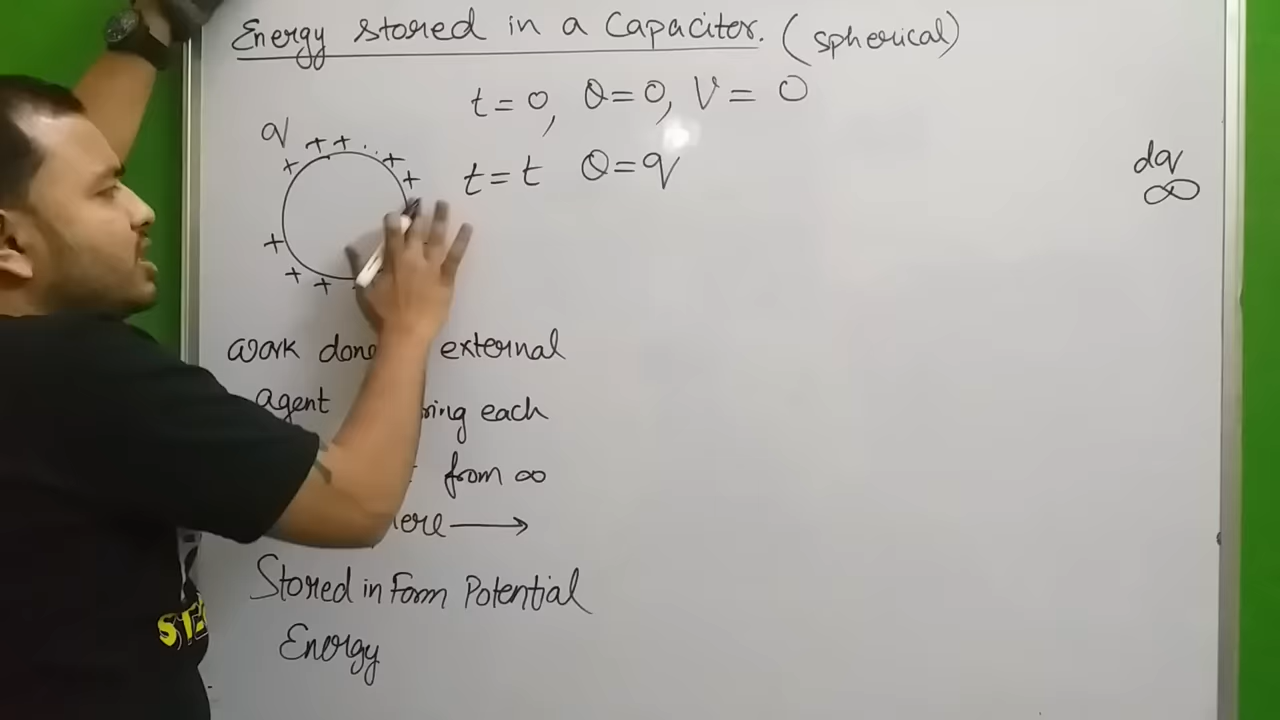 Energy stored in a Capacitor. (spherical)
t = 0, Q=0, V = 0
t = t Q = q
q
++
+
+
+
+
+
+
dq
∞
work external
agent each
from ∞
Stored in Form Potential
Energy